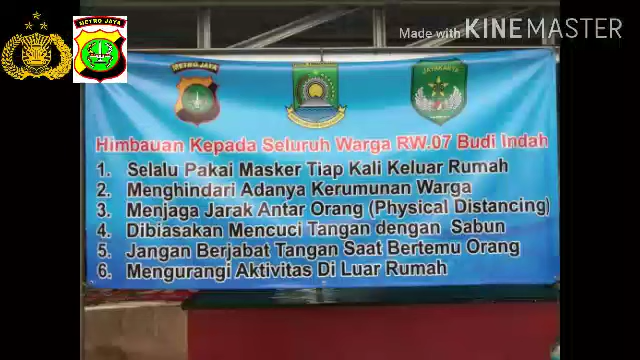 METRO JAYA
Made with KINEMASTER
METRO JAYA
JAYAKARTA
Himbauan Kepada Seluruh Warga RW.07 Budi Indah
1. Selalu Pakai Masker Tiap Kali Keluar Rumah
2. Menghindari Adanya Kerumunan Warga
3. Menjaga Jarak Antar Orang (Physical Distancing)
4. Dibiasakan Mencuci Tangan dengan Sabun
5. Jangan Berjabat Tangan Saat Bertemu Orang
6. Mengurangi Aktivitas Di Luar Rumah